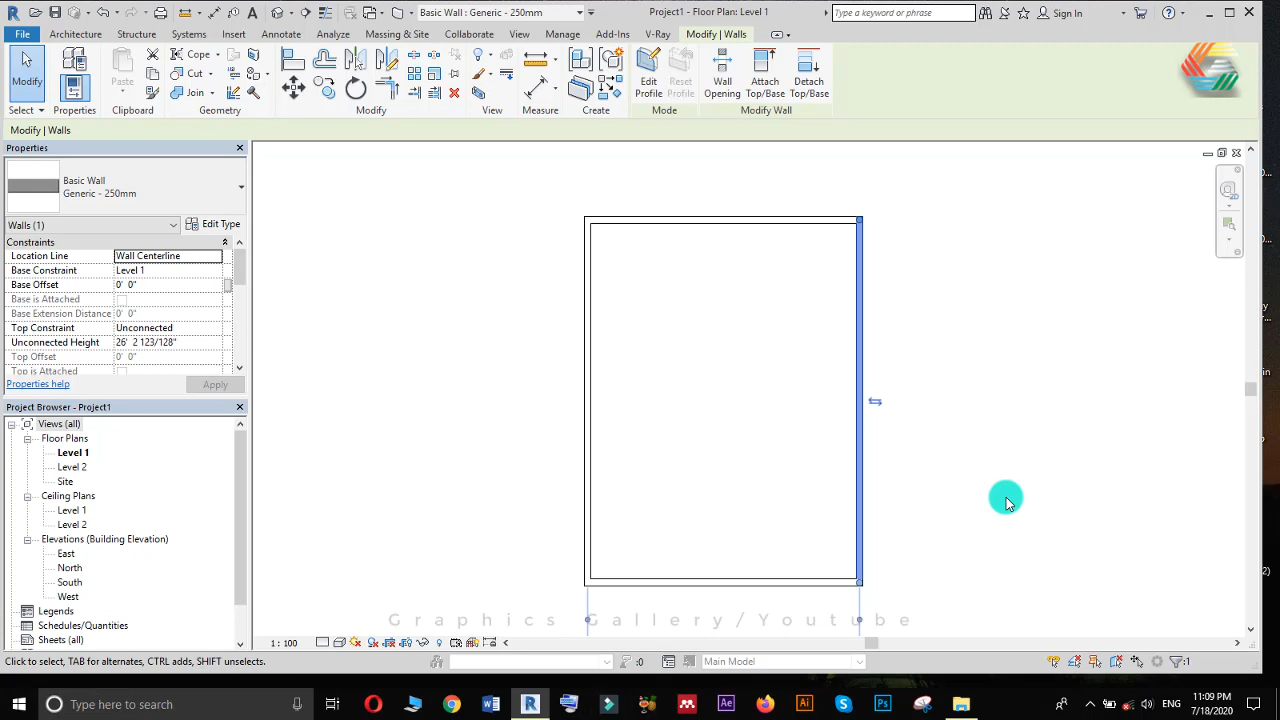 Basic Wall : Generic - 250mm
Project1 - Floor Plan: Level 1
Type a keyword or phrase
Sign In
File Architecture Structure Systems Insert Annotate Analyze Massing & Site Collaborate View Manage Add-Ins V-Ray Modify | Walls
Modify
Paste
Cope
Cut
Join
Edit
Profile
Reset
Profile
Wall
Opening
Attach
Top/Base
Detach
Top/Base
Select Properties Clipboard Geometry Modify View Measure Create Mode Modify Wall
Modify | Walls
Properties
Basic Wall
Generic - 250mm
Walls (1)
Edit Type
Constraints
Location Line Wall Centerline
Base Constraint Level 1
Base Offset 0' 0"
Base is Attached
Base Extension Distance 0' 0"
Top Constraint Unconnected
Unconnected Height 26' 2 123/128"
Top Offset 0' 0"
Top is Attached
Properties help
Apply
Project Browser - Project1
Views (all)
Floor Plans
Level 1
Level 2
Site
Ceiling Plans
Level 1
Level 2
Elevations (Building Elevation)
East
North
South
West
Legends
Schedules/Quantities
Sheets (all)
Graphics Gallery/Youtube
1 : 100
Click to select, TAB for alternates, CTRL adds, SHIFT unselects.
:0
Main Model
:1
Type here to search
ENG
11:09 PM
7/18/2020